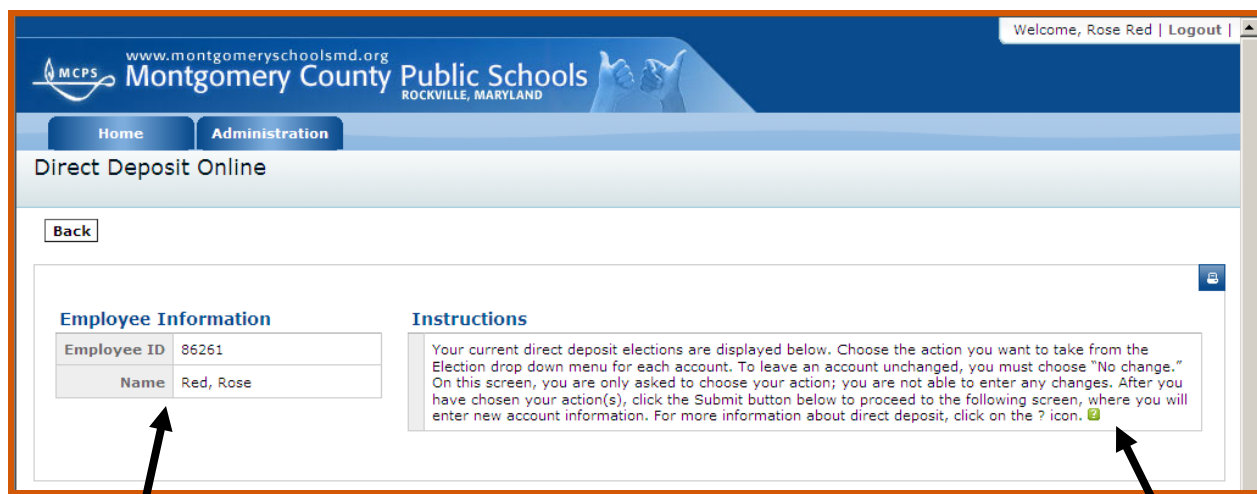 Welcome, Rose Red | Logout |
www.montgomeryschoolsmd.org
MCPS
Montgomery County Public Schools
ROCKVILLE, MARYLAND
Home Administration
Direct Deposit Online
Back
Employee Information
Employee ID 86261
Name Red, Rose
Instructions
Your current direct deposit elections are displayed below. Choose the action you want to take from the
Election drop down menu for each account. To leave an account unchanged, you must choose “No change.”
On this screen, you are only asked to choose your action; you are not able to enter any changes. After you
have chosen your action(s), click the Submit button below to proceed to the following screen, where you will
enter new account information. For more information about direct deposit, click on the ? icon. ?